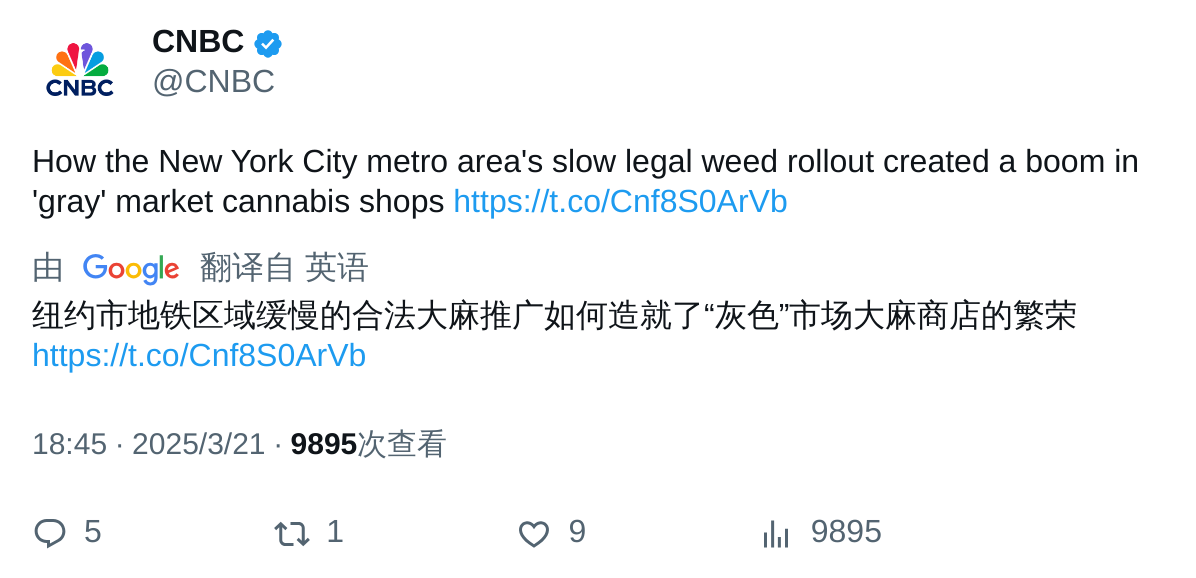 CNBC
@CNBC
CNBC
How the New York City metro area's slow legal weed rollout created a boom in
'gray' market cannabis shops https://t.co/Cnf8S0ArVb
由 Google 翻译自 英语
纽约市地铁区域缓慢的合法大麻推广如何造就了“灰色”市场大麻商店的繁荣
https://t.co/Cnf8S0ArVb
18:45 · 2025/3/21 · 9895次查看
5 1 9 9895